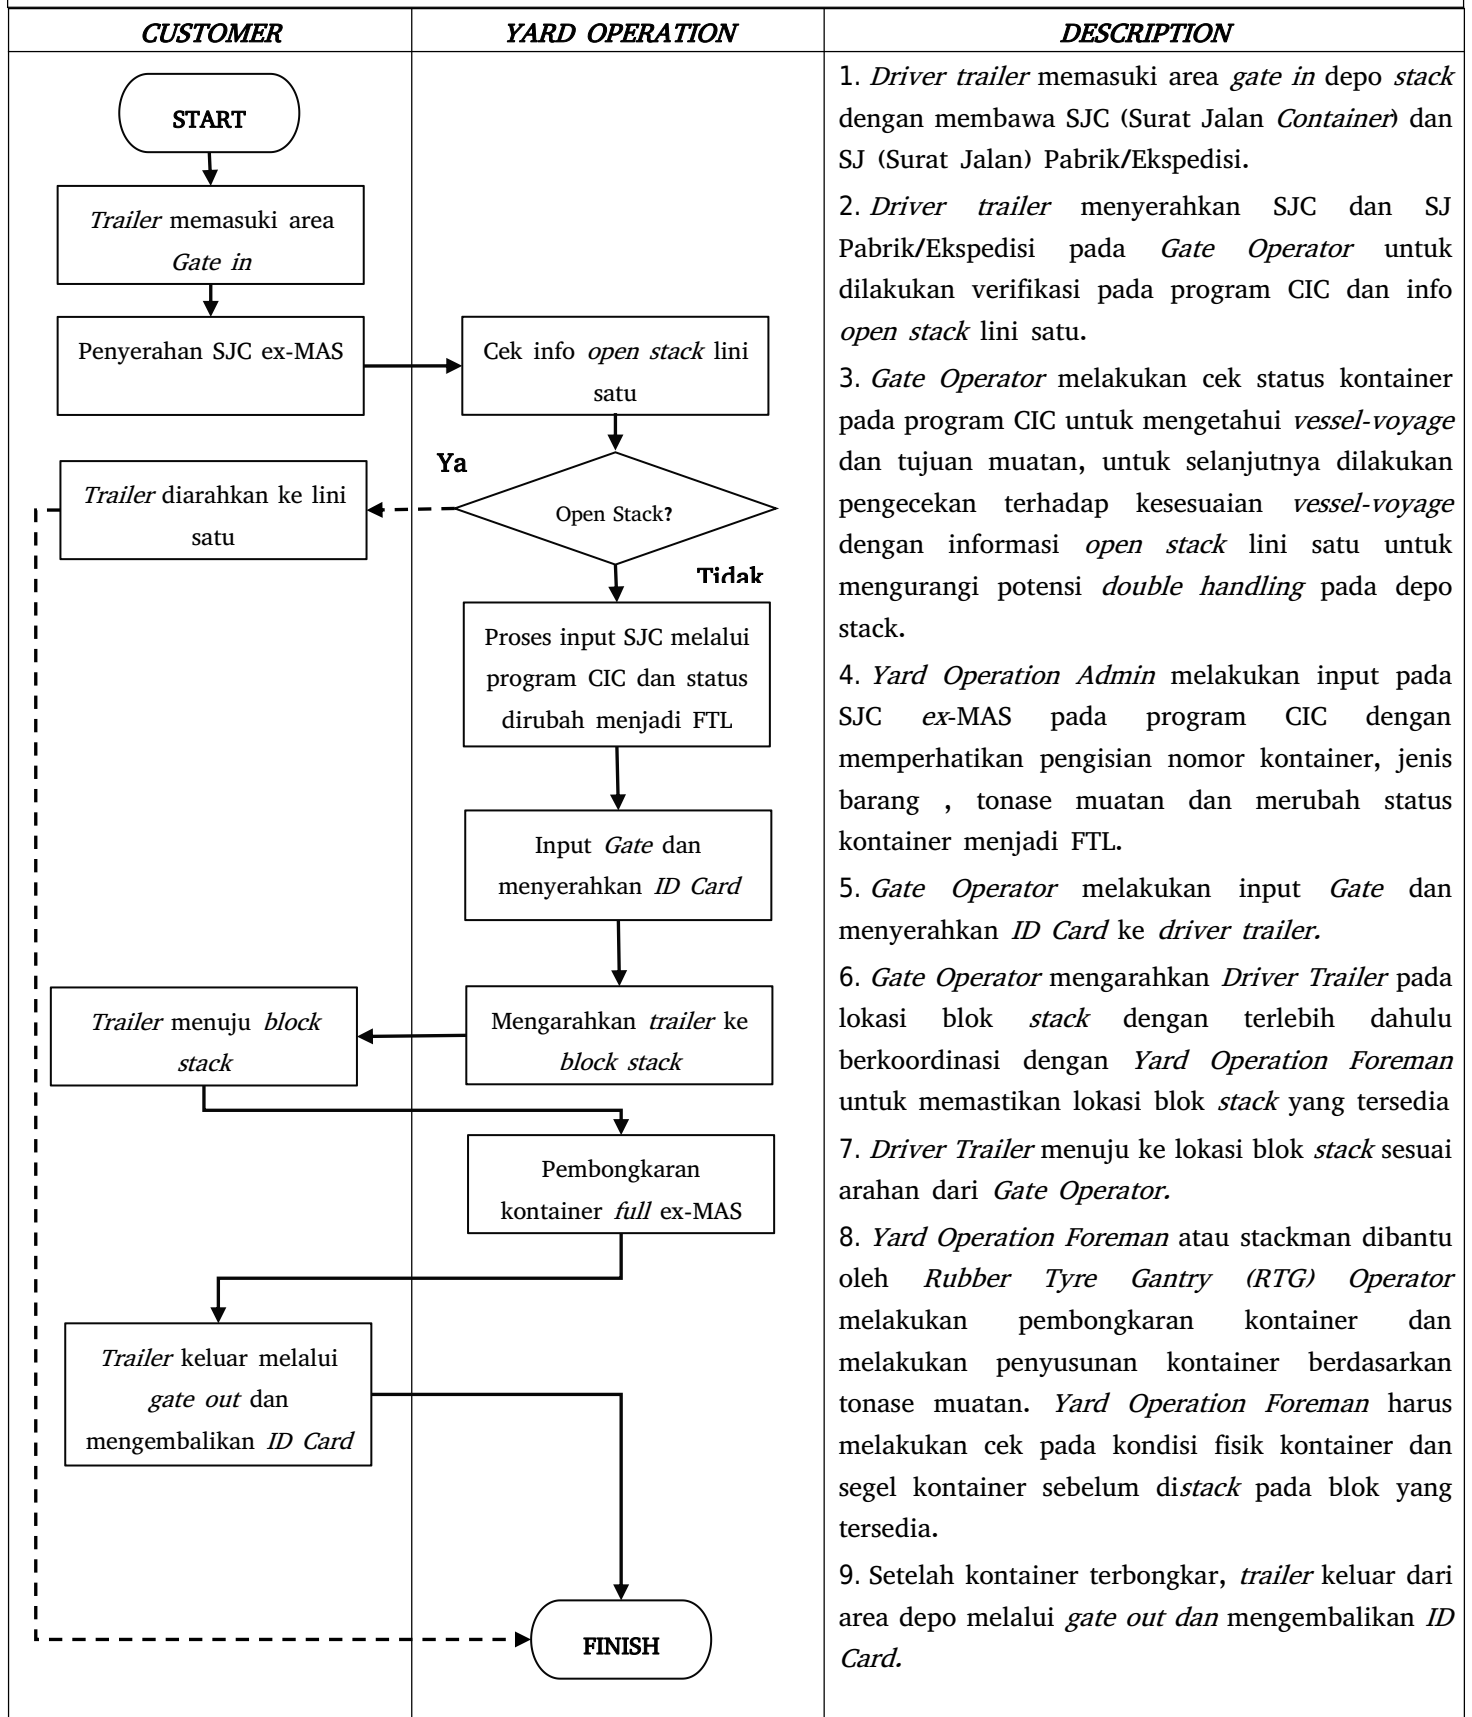 CUSTOMER
YARD OPERATION
DESCRIPTION
START
Trailer memasuki area
Gate in
Penyerahan SJC ex-MAS
Cek info open stack lini
satu
Ya
Trailer diarahkan ke lini
satu
Open Stack?
Tidak
Proses input SJC melalui
program CIC dan status
dirubah menjadi FTL
Input Gate dan
menyerahkan ID Card
Mengarahkan trailer ke
block stack
Trailer menuju block
stack
Pembongkaran
kontainer full ex-MAS
Trailer keluar melalui
gate out dan
mengembalikan ID Card
FINISH
1. Driver trailer memasuki area gate in depo stack
dengan membawa SJC (Surat Jalan Container) dan
SJ (Surat Jalan) Pabrik/Ekspedisi.
2. Driver trailer menyerahkan SJC dan SJ
Pabrik/Ekspedisi pada Gate Operator untuk
dilakukan verifikasi pada program CIC dan info
open stack lini satu.
3. Gate Operator melakukan cek status kontainer
pada program CIC untuk mengetahui vessel-voyage
dan tujuan muatan, untuk selanjutnya dilakukan
pengecekan terhadap kesesuaian vessel-voyage
dengan informasi open stack lini satu untuk
mengurangi potensi double handling pada depo
stack.
4. Yard Operation Admin melakukan input pada
SJC ex-MAS pada program CIC dengan
memperhatikan pengisian nomor kontainer, jenis
barang , tonase muatan dan merubah status
kontainer menjadi FTL.
5. Gate Operator melakukan input Gate dan
menyerahkan ID Card ke driver trailer.
6. Gate Operator mengarahkan Driver Trailer pada
lokasi blok stack dengan terlebih dahulu
berkoordinasi dengan Yard Operation Foreman
untuk memastikan lokasi blok stack yang tersedia
7. Driver Trailer menuju ke lokasi blok stack sesuai
arahan dari Gate Operator.
8. Yard Operation Foreman atau stackman dibantu
oleh Rubber Tyre Gantry (RTG) Operator
melakukan pembongkaran kontainer dan
melakukan penyusunan kontainer berdasarkan
tonase muatan. Yard Operation Foreman harus
melakukan cek pada kondisi fisik kontainer dan
segel kontainer sebelum distack pada blok yang
tersedia.
9. Setelah kontainer terbongkar, trailer keluar dari
area depo melalui gate out dan mengembalikan ID
Card.